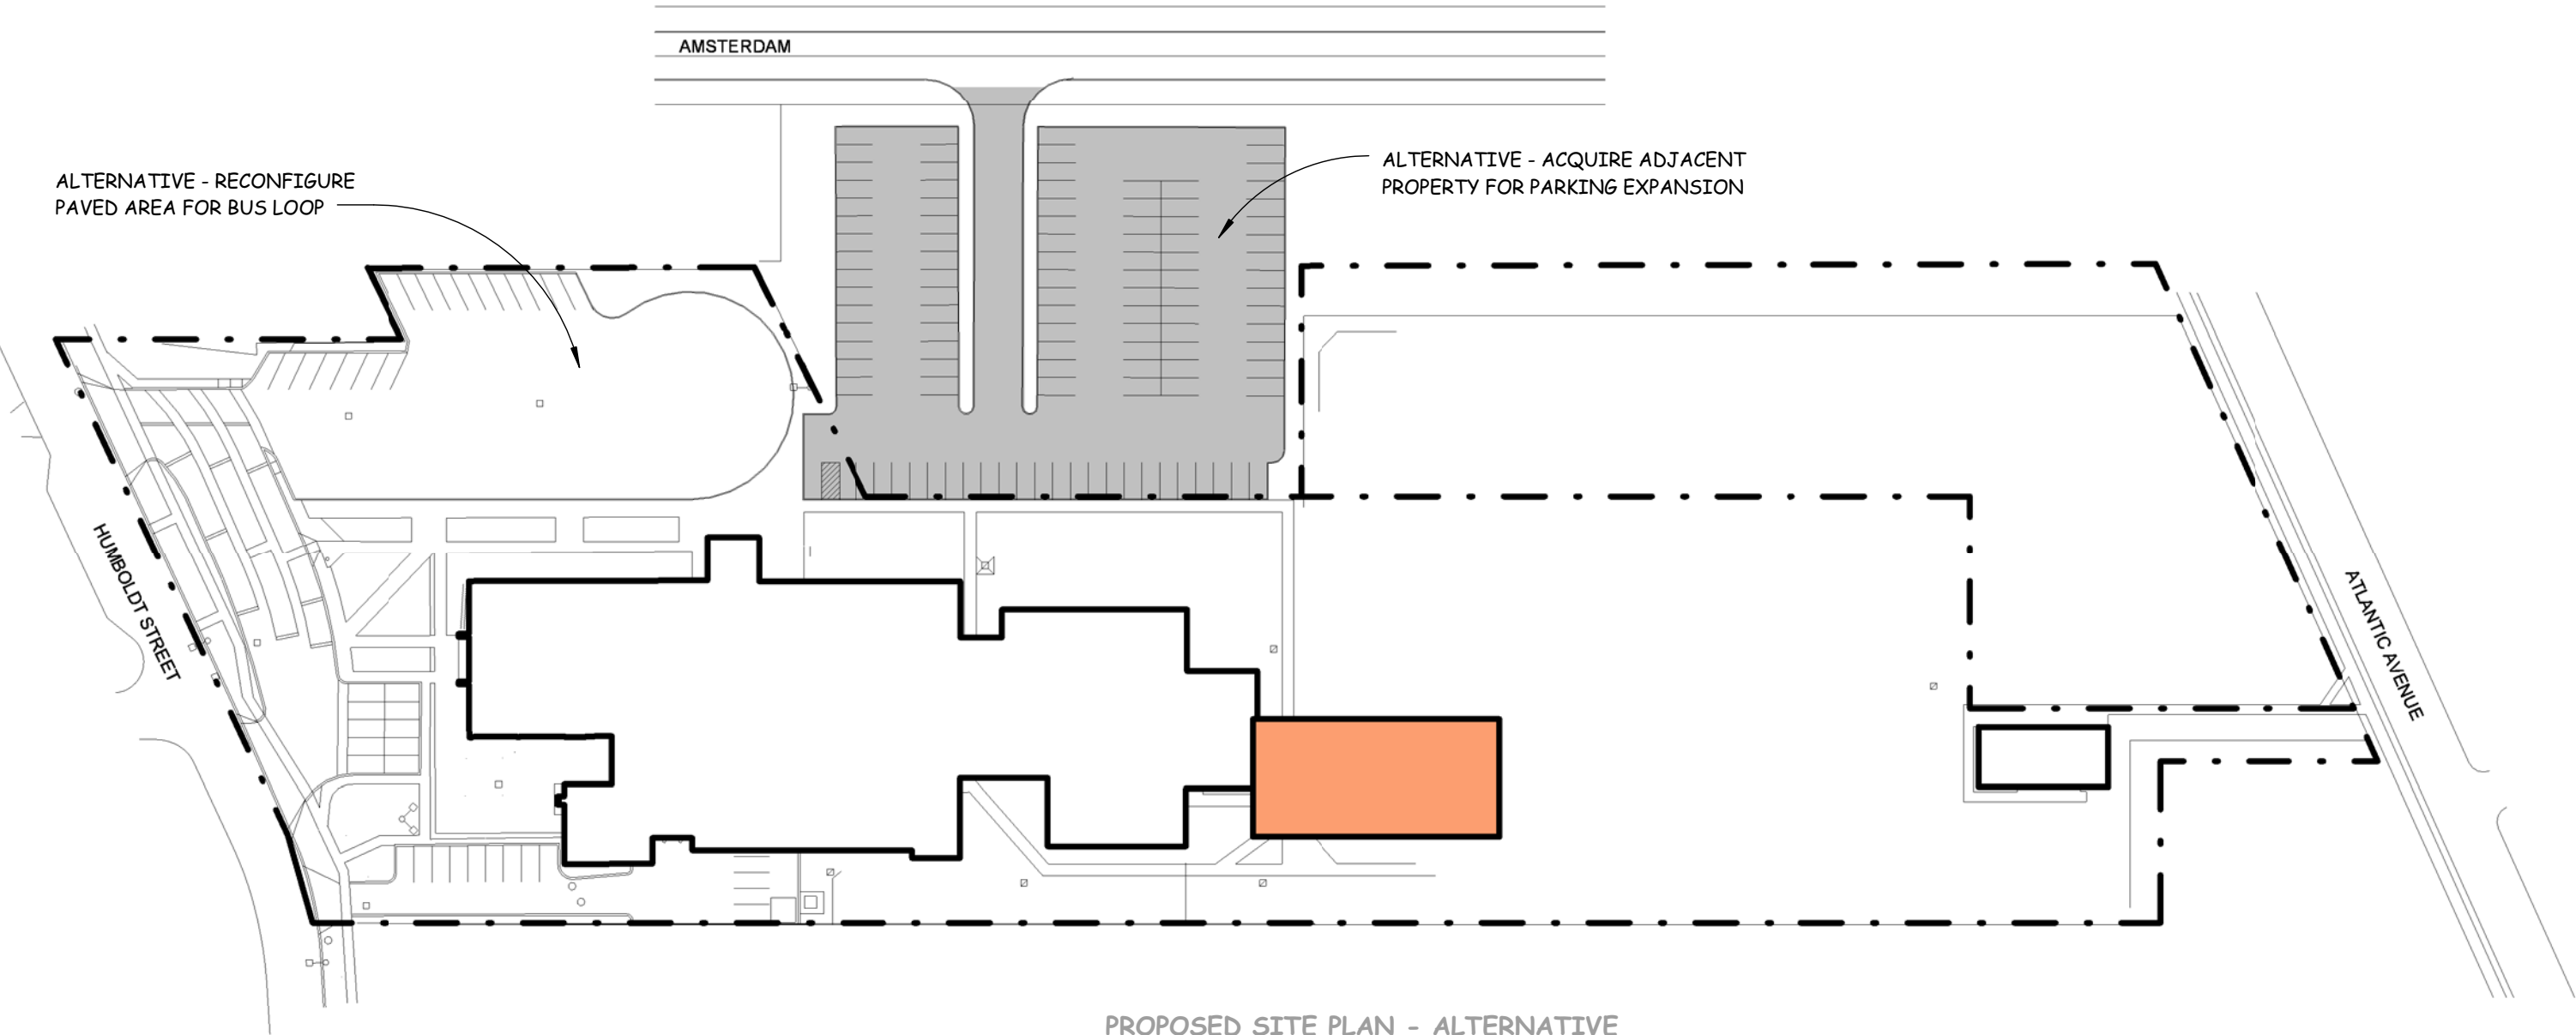 AMSTERDAM
ALTERNATIVE - ACQUIRE ADJACENT
PROPERTY FOR PARKING EXPANSION
ALTERNATIVE - RECONFIGURE
PAVED AREA FOR BUS LOOP
HUMBOLDT STREET
ATLANTIC AVENUE
PROPOSED SITE PLAN - ALTERNATIVE